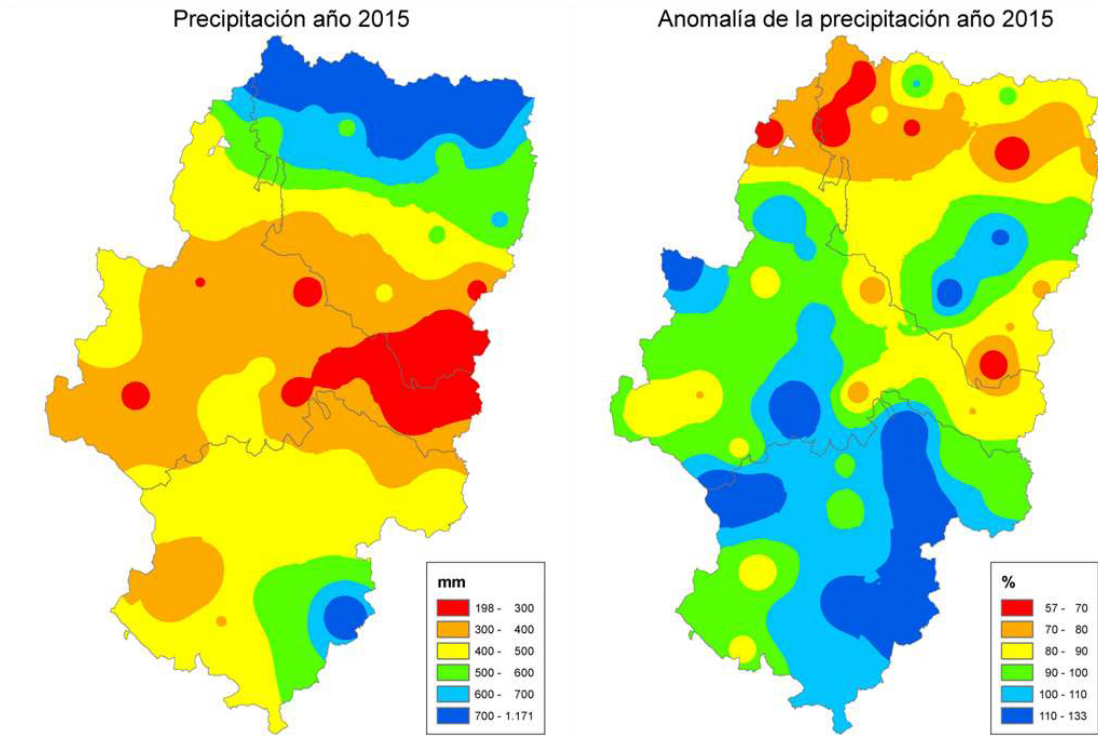 Precipitación año 2015
Anomalía de la precipitación año 2015
mm
198 - 300
300 - 400
400 - 500
500 - 600
600 - 700
700 - 1.171
%
57 - 70
70 - 80
80 - 90
90 - 100
100 - 110
110 - 133